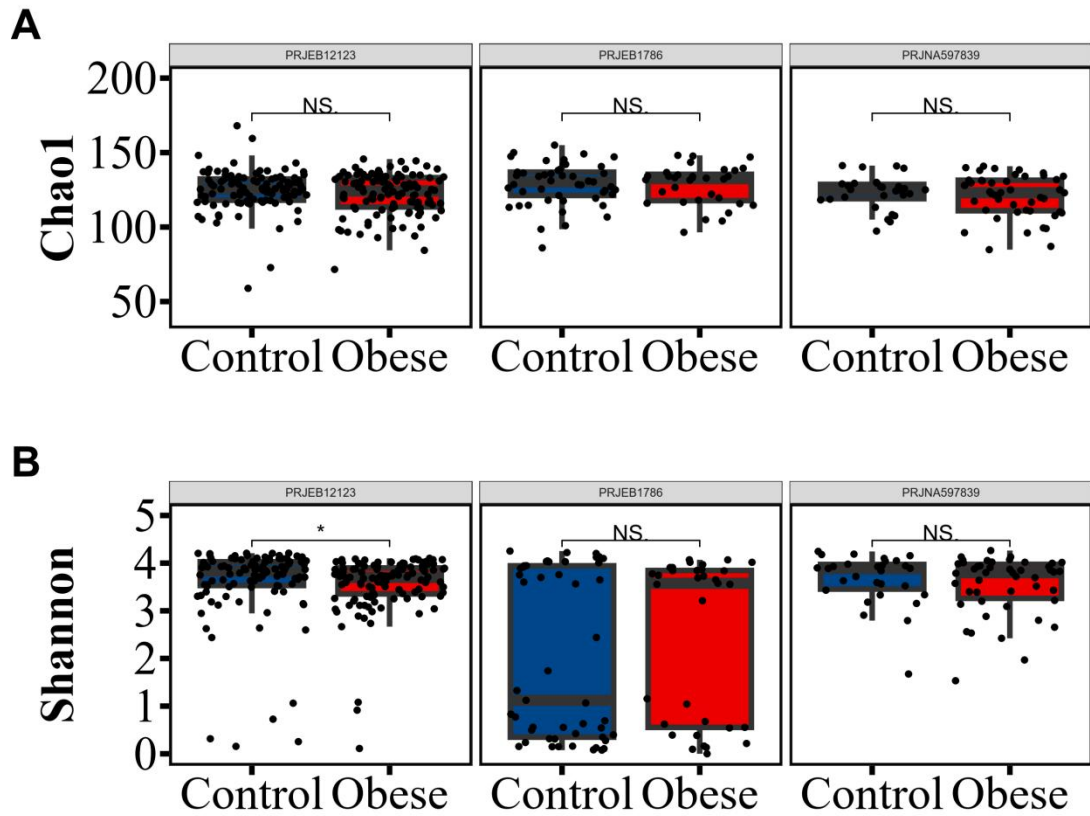 A
PRJEB12123 PRJEB1786 PRJNA597839
Chao1
200
150
100
50
NS. NS. NS.
Control Obese Control Obese Control Obese
B
PRJEB12123 PRJEB1786 PRJNA597839
Shannon
5
4
3
2
1
0
* NS. NS.
Control Obese Control Obese Control Obese